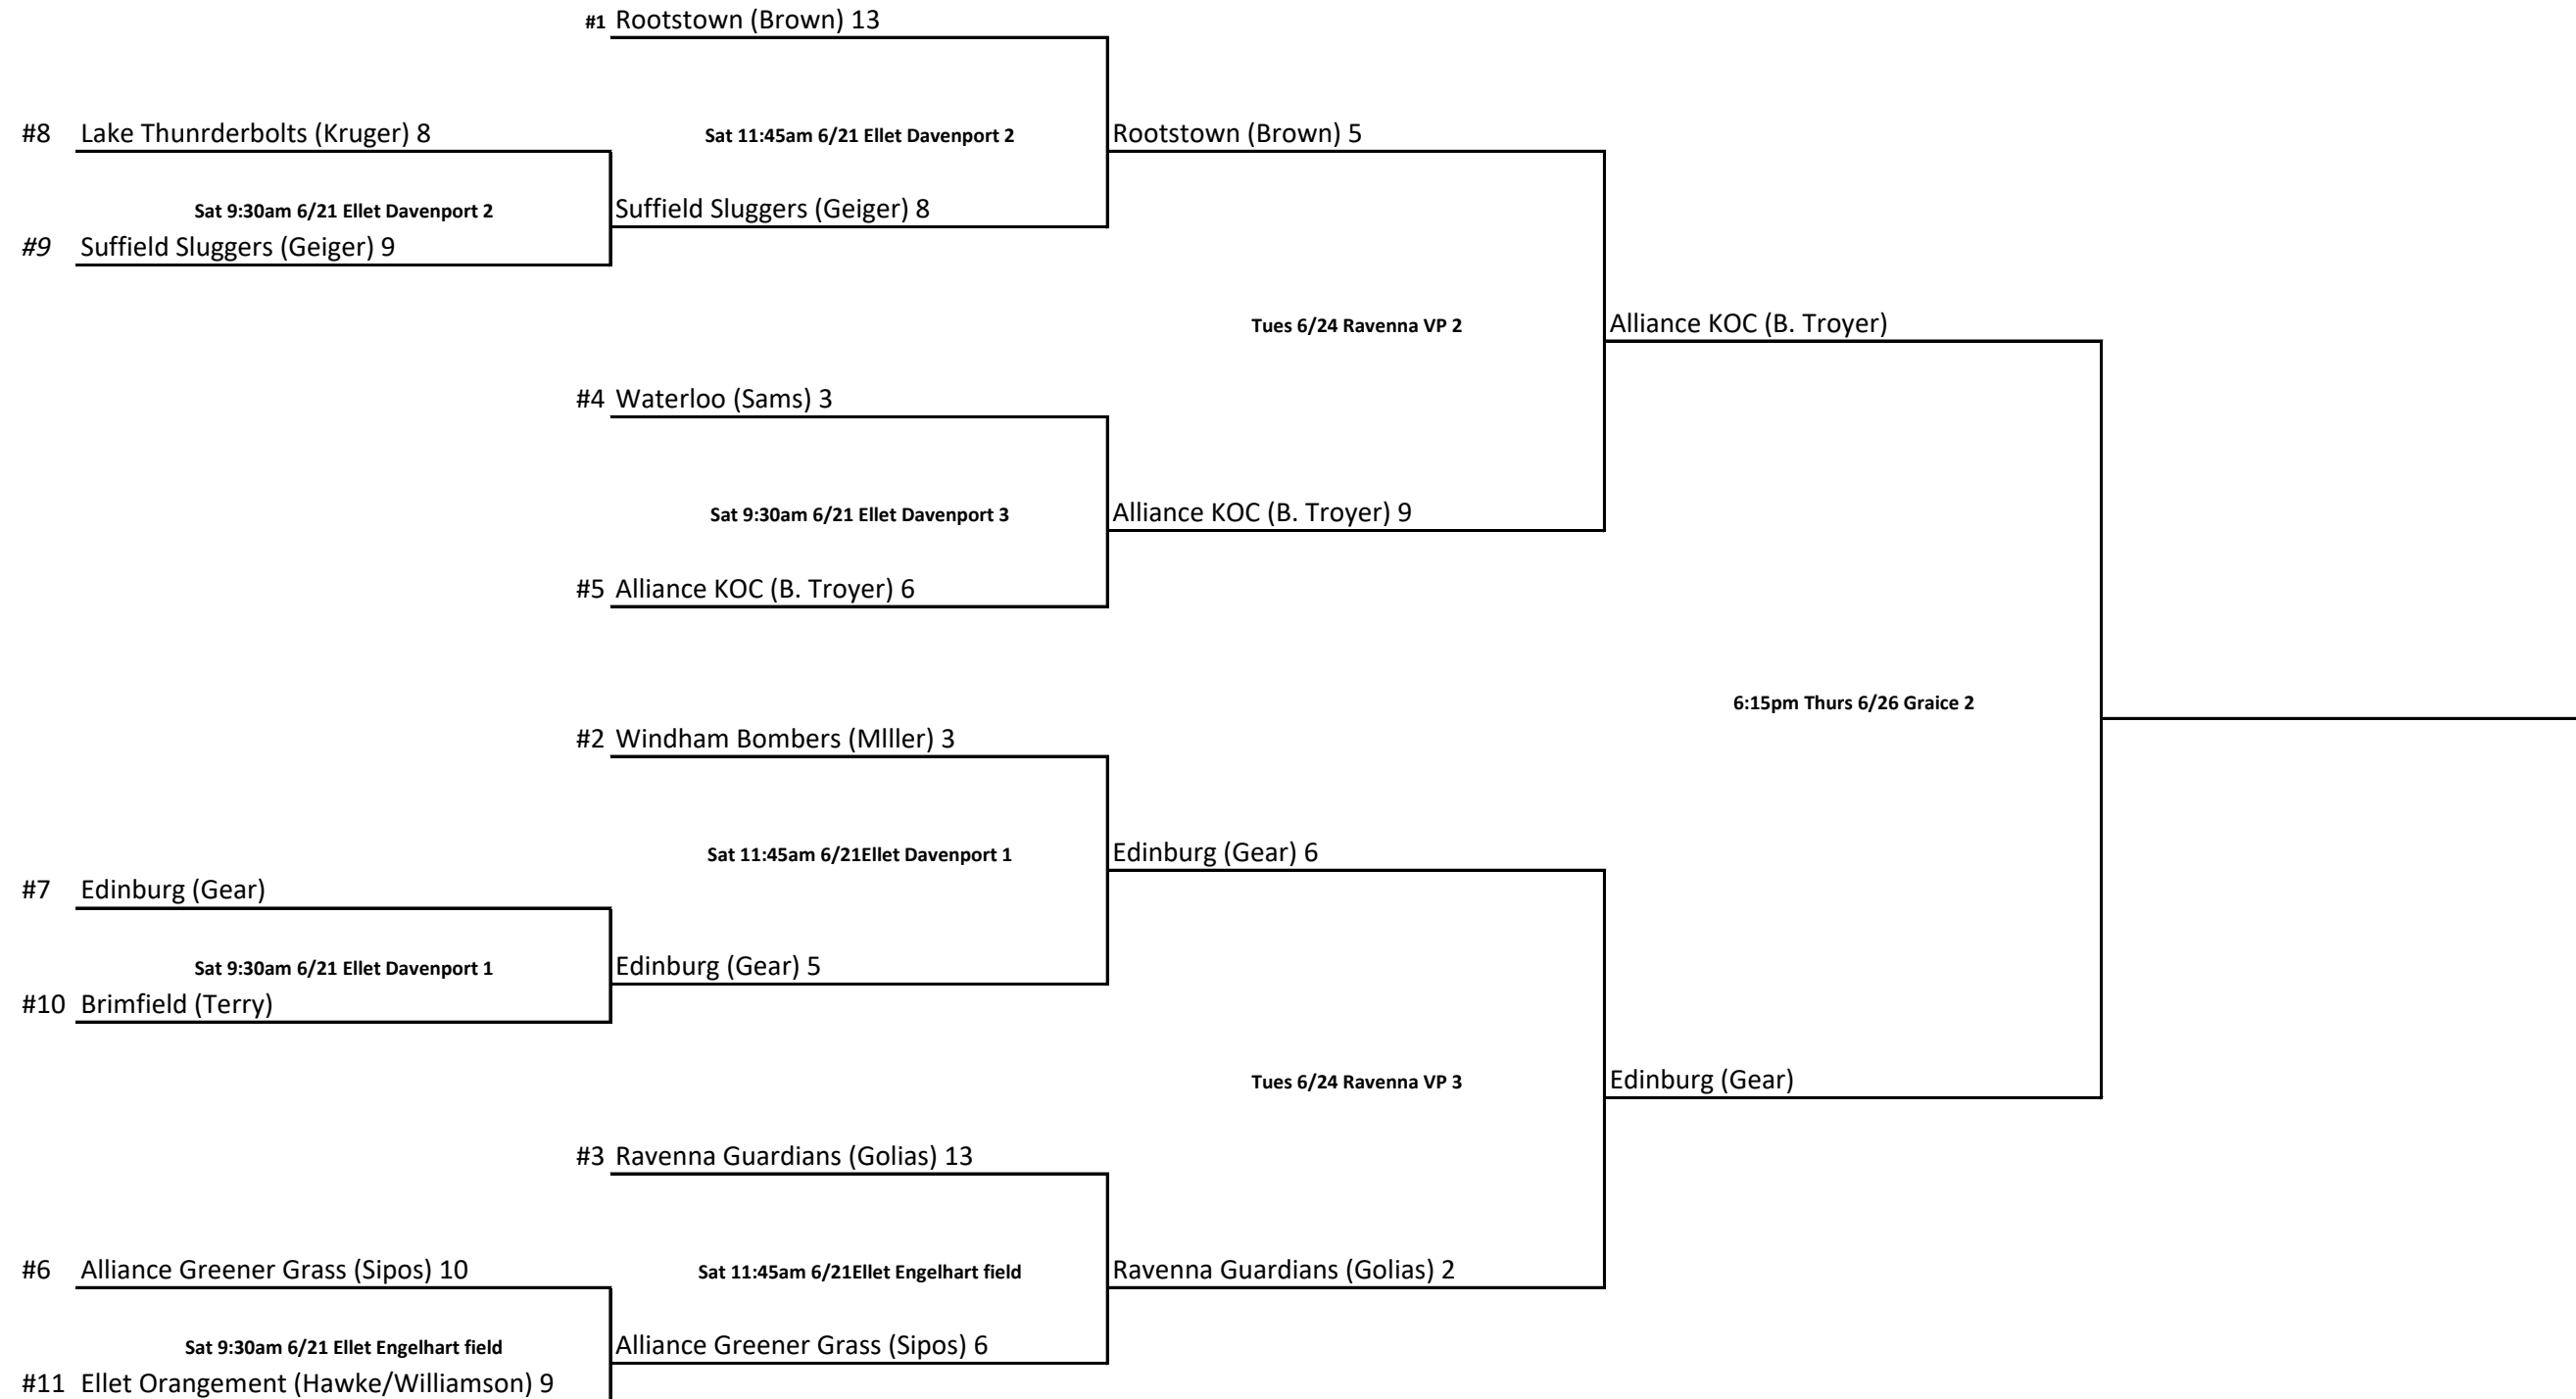 #1 Rootstown (Brown) 13
#8 Lake Thunrderbolts (Kruger) 8
Sat 11:45am 6/21 Ellet Davenport 2
Rootstown (Brown) 5
Sat 9:30am 6/21 Ellet Davenport 2
Suffield Sluggers (Geiger) 8
#9 Suffield Sluggers (Geiger) 9
Tues 6/24 Ravenna VP 2
Alliance KOC (B. Troyer)
#4 Waterloo (Sams) 3
Sat 9:30am 6/21 Ellet Davenport 3
Alliance KOC (B. Troyer) 9
#5 Alliance KOC (B. Troyer) 6
6:15pm Thurs 6/26 Graice 2
#2 Windham Bombers (MIller) 3
Sat 11:45am 6/21Ellet Davenport 1
Edinburg (Gear) 6
#7 Edinburg (Gear)
Sat 9:30am 6/21 Ellet Davenport 1
Edinburg (Gear) 5
#10 Brimfield (Terry)
Tues 6/24 Ravenna VP 3
Edinburg (Gear)
#3 Ravenna Guardians (Golias) 13
#6 Alliance Greener Grass (Sipos) 10
Sat 11:45am 6/21Ellet Engelhart field
Ravenna Guardians (Golias) 2
Sat 9:30am 6/21 Ellet Engelhart field
Alliance Greener Grass (Sipos) 6
#11 Ellet Orangement (Hawke/Williamson) 9